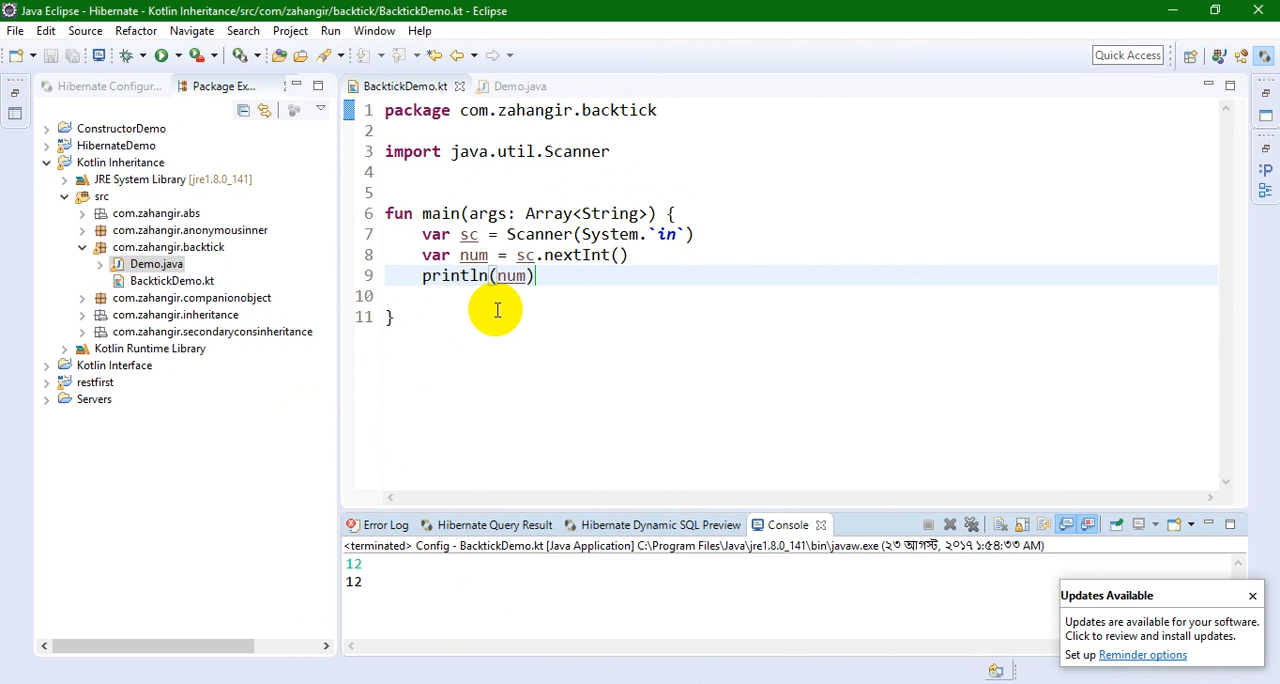 Java Eclipse - Hibernate - Kotlin Inheritance/src/com/zahangir/backtick/BacktickDemo.kt - Eclipse
File Edit Source Refactor Navigate Search Project Run Window Help
Quick Access
Hibernate Configur... Package Ex...
ConstructorDemo
HibernateDemo
Kotlin Inheritance
JRE System Library [jre1.8.0_141]
src
com.zahangir.abs
com.zahangir.anonymousinner
com.zahangir.backtick
Demo.java
BacktickDemo.kt
com.zahangir.companionobject
com.zahangir.inheritance
com.zahangir.secondaryconsinheritance
Kotlin Runtime Library
Kotlin Interface
restfirst
Servers
BacktickDemo.kt Demo.java
1 package com.zahangir.backtick
2
3 import java.util.Scanner
4
5
6 fun main(args: Array<String>) {
7 var sc = Scanner(System.`in`)
8 var num = sc.nextInt()
9 println(num)
10
11 }
Error Log Hibernate Query Result Hibernate Dynamic SQL Preview Console
<terminated> Config - BacktickDemo.kt [Java Application] C:\Program Files\Java\jre1.8.0_141\bin\javaw.exe (২৩ আগস্ট, ২০১৭ ১:৫৪:৩৩ AM)
12
12
Updates Available
Updates are available for your software.
Click to review and install updates.
Set up Reminder options